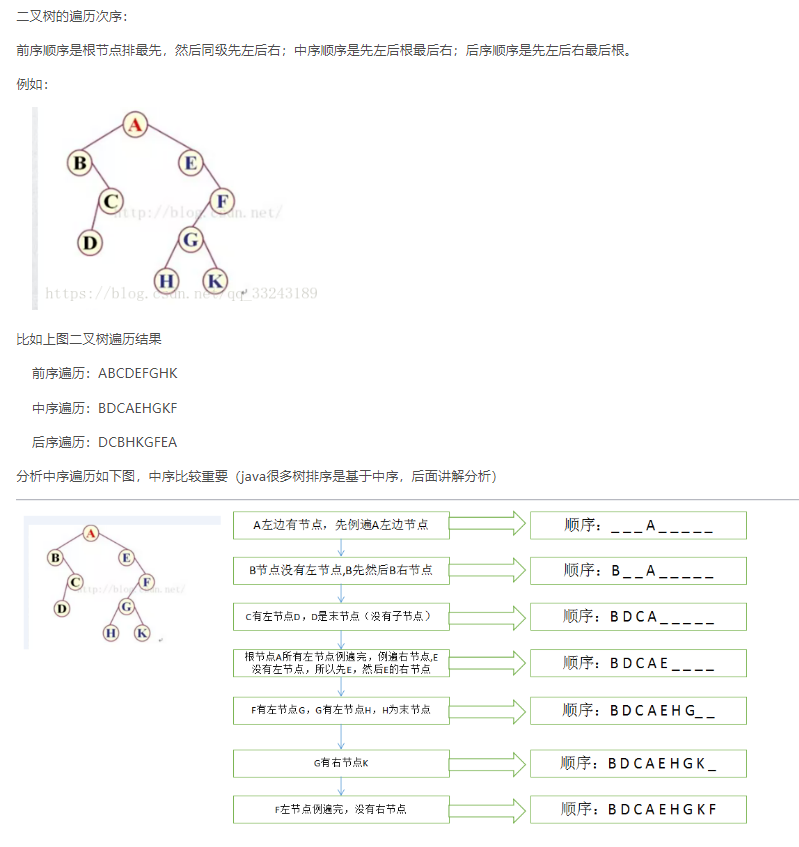 二叉树的遍历次序：
前序顺序是根节点排最先，然后同级先左后右；中序顺序是先左后根最后右；后序顺序是先左后右最后根。
例如：
A
B
E
C
F
http://blog.csdn.net/
D
G
H
K
https://blog.csdn.net/qq_33243189
比如上图二叉树遍历结果
前序遍历：ABCDEFGHK
中序遍历：BDCAEHGKF
后序遍历：DCBHKGFEA
分析中序遍历如下图，中序比较重要（java很多树排序是基于中序，后面讲解分析）
A
B
E
C
F
http://blog.csdn.net/
D
G
H
K
A左边有节点，先例遍A左边节点
顺序：_ _ _ A _ _ _ _ _
B节点没有左节点,B先然后B右节点
顺序：B _ _ A _ _ _ _ _
C有左节点D，D是末节点（没有子节点）
顺序：B D C A _ _ _ _ _
根节点A所有左节点例遍完，例遍右节点,E
没有左节点，所以先E，然后E的右节点
顺序：B D C A E _ _ _ _
F有左节点G，G有左节点H，H为末节点
顺序：B D C A E H G _ _
G有右节点K
顺序：B D C A E H G K _
F左节点例遍完，没有右节点
顺序：B D C A E H G K F